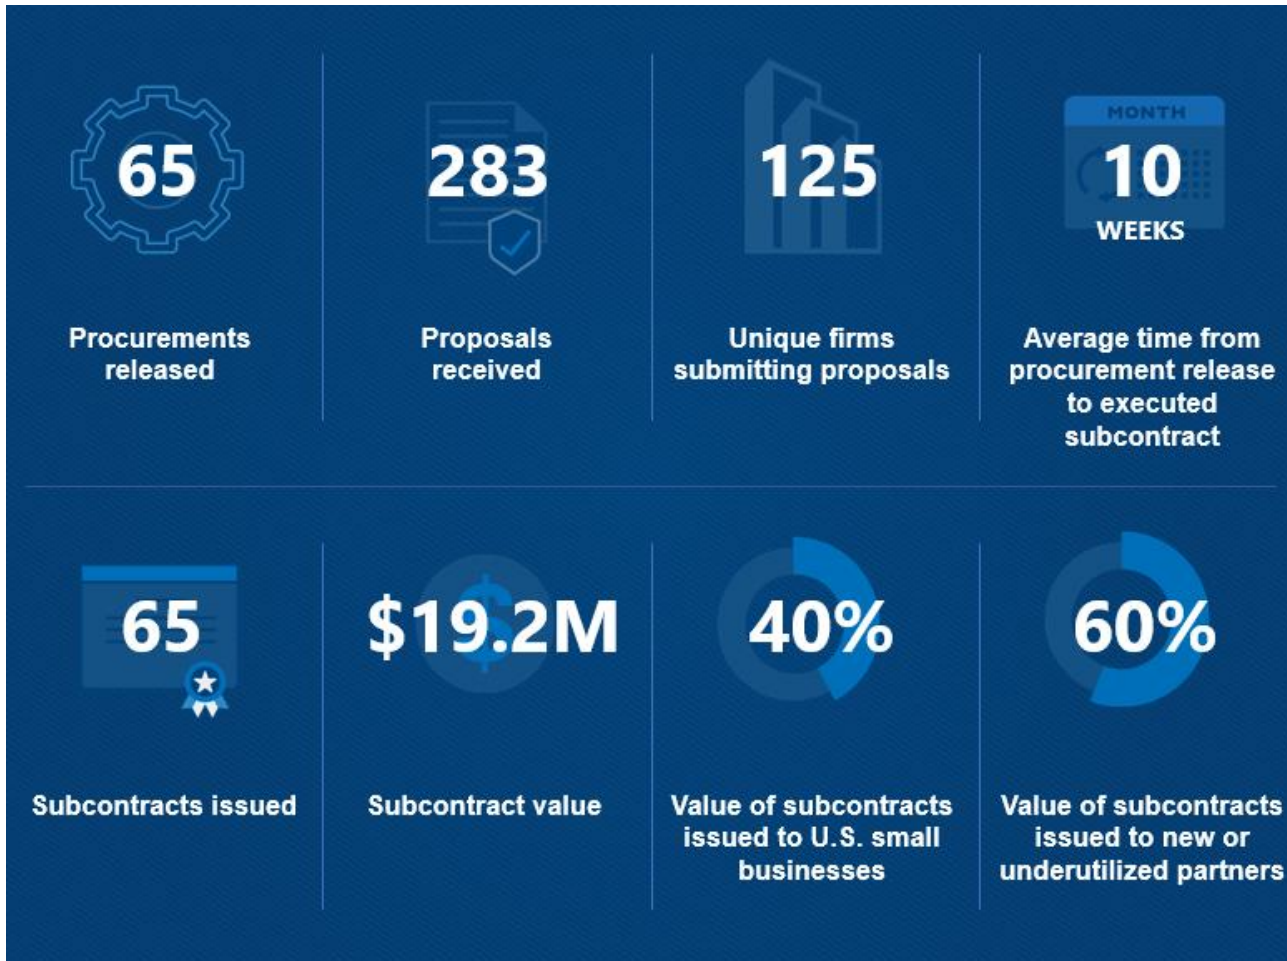 65
Procurements
released
283
Proposals
received
125
Unique firms
submitting proposals
MONTH
10
WEEKS
Average time from
procurement release
to executed
subcontract
65
Subcontracts issued
$19.2M
Subcontract value
40%
Value of subcontracts
issued to U.S. small
businesses
60%
Value of subcontracts
issued to new or
underutilized partners